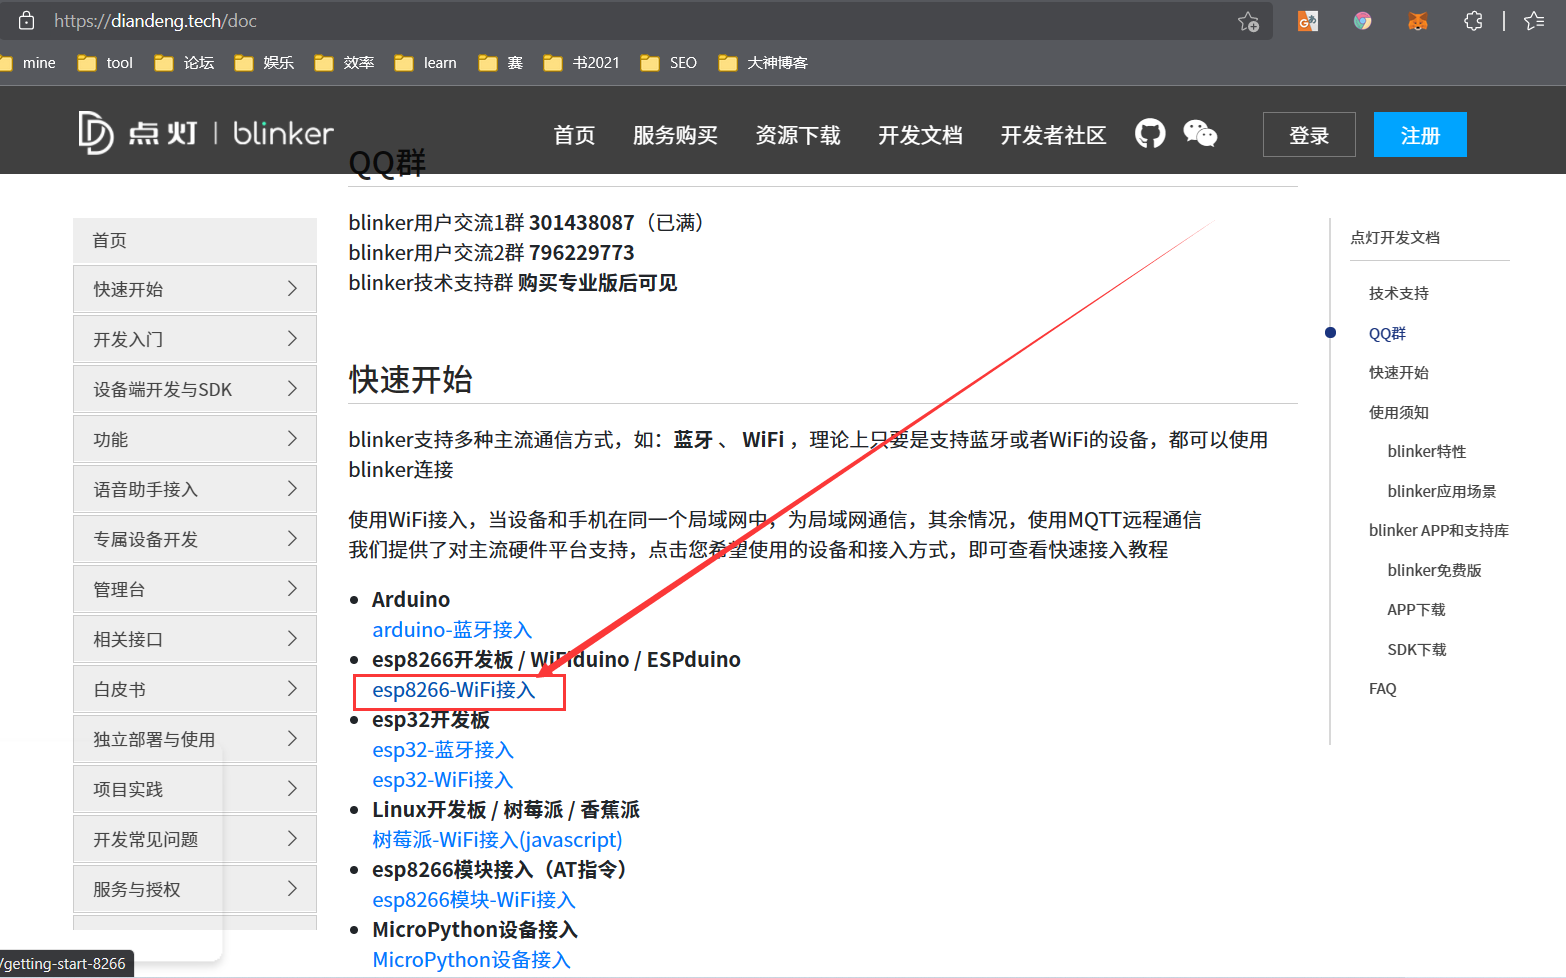 https://diandeng.tech/doc
mine tool 论坛 娱乐 效率 learn 赛 书2021 SEO 大神博客
点灯 | blinker 首页 服务购买 资源下载 开发文档 开发者社区 登录 注册
QQ群
blinker用户交流1群 301438087（已满）
blinker用户交流2群 796229773
blinker技术支持群 购买专业版后可见
快速开始
blinker支持多种主流通信方式，如：蓝牙 、 WiFi ，理论上只要是支持蓝牙或者WiFi的设备，都可以使用
blinker连接
使用WiFi接入，当设备和手机在同一个局域网中，为局域网通信，其余情况，使用MQTT远程通信
我们提供了对主流硬件平台支持，点击您希望使用的设备和接入方式，即可查看快速接入教程
Arduino
arduino-蓝牙接入
esp8266开发板 / WiFiduino / ESPduino
esp8266-WiFi接入
esp32开发板
esp32-蓝牙接入
esp32-WiFi接入
Linux开发板 / 树莓派 / 香蕉派
树莓派-WiFi接入(javascript)
esp8266模块接入（AT指令）
esp8266模块-WiFi接入
MicroPython设备接入
MicroPython设备接入
首页
快速开始
开发入门
设备端开发与SDK
功能
语音助手接入
专属设备开发
管理台
相关接口
白皮书
独立部署与使用
项目实践
开发常见问题
服务与授权
点灯开发文档
技术支持
QQ群
快速开始
使用须知
blinker特性
blinker应用场景
blinker APP和支持库
blinker免费版
APP下载
SDK下载
FAQ
/getting-start-8266